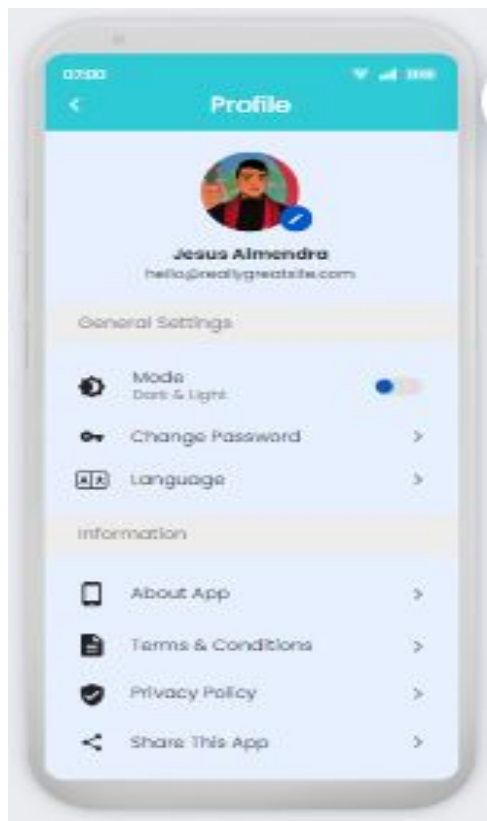 07:00
Profile
Jesus Almendra
hello@reallygreatsite.com
General Settings
Mode
Dark & Light
Change Password
Language
Information
About App
Terms & Conditions
Privacy Policy
Share This App